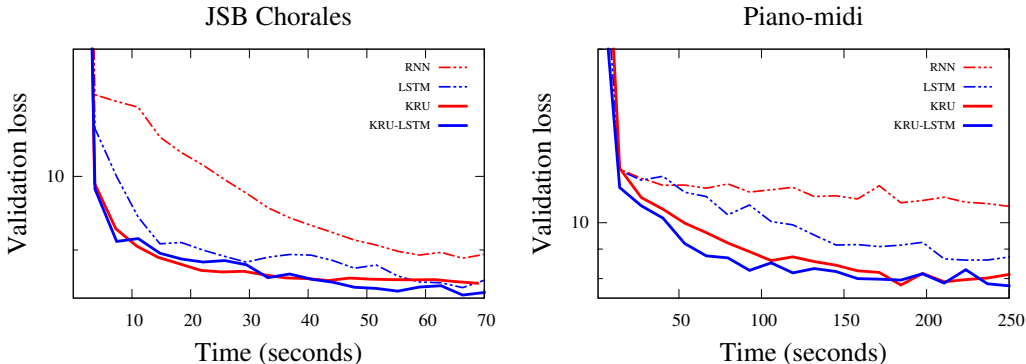 JSB Chorales
Validation loss
RNN
LSTM
KRU
KRU-LSTM
10
10 20 30 40 50 60 70
Time (seconds)
Piano-midi
Validation loss
RNN
LSTM
KRU
KRU-LSTM
10
50 100 150 200 250
Time (seconds)